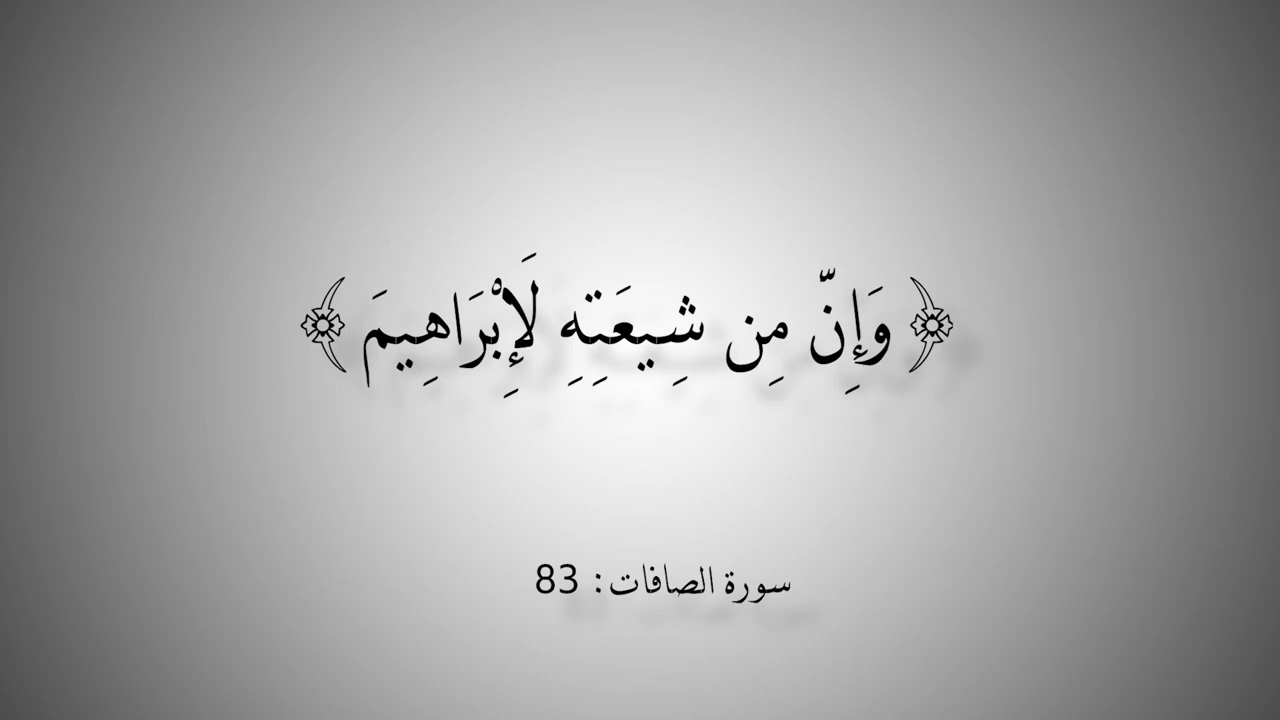 ﴿ وَإِنّ مِن شِيعَتِهِ لَإِبْرَاهِيمَ ﴾
سورة الصافات : 83